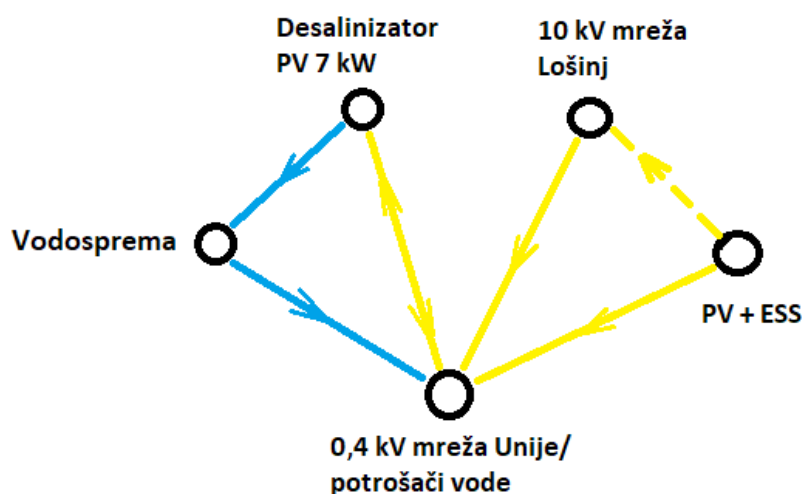 Desalinizator
PV 7 kW
10 kV mreža
Lošinj
Vodosprema
PV + ESS
0,4 kV mreža Unije/
potrošači vode